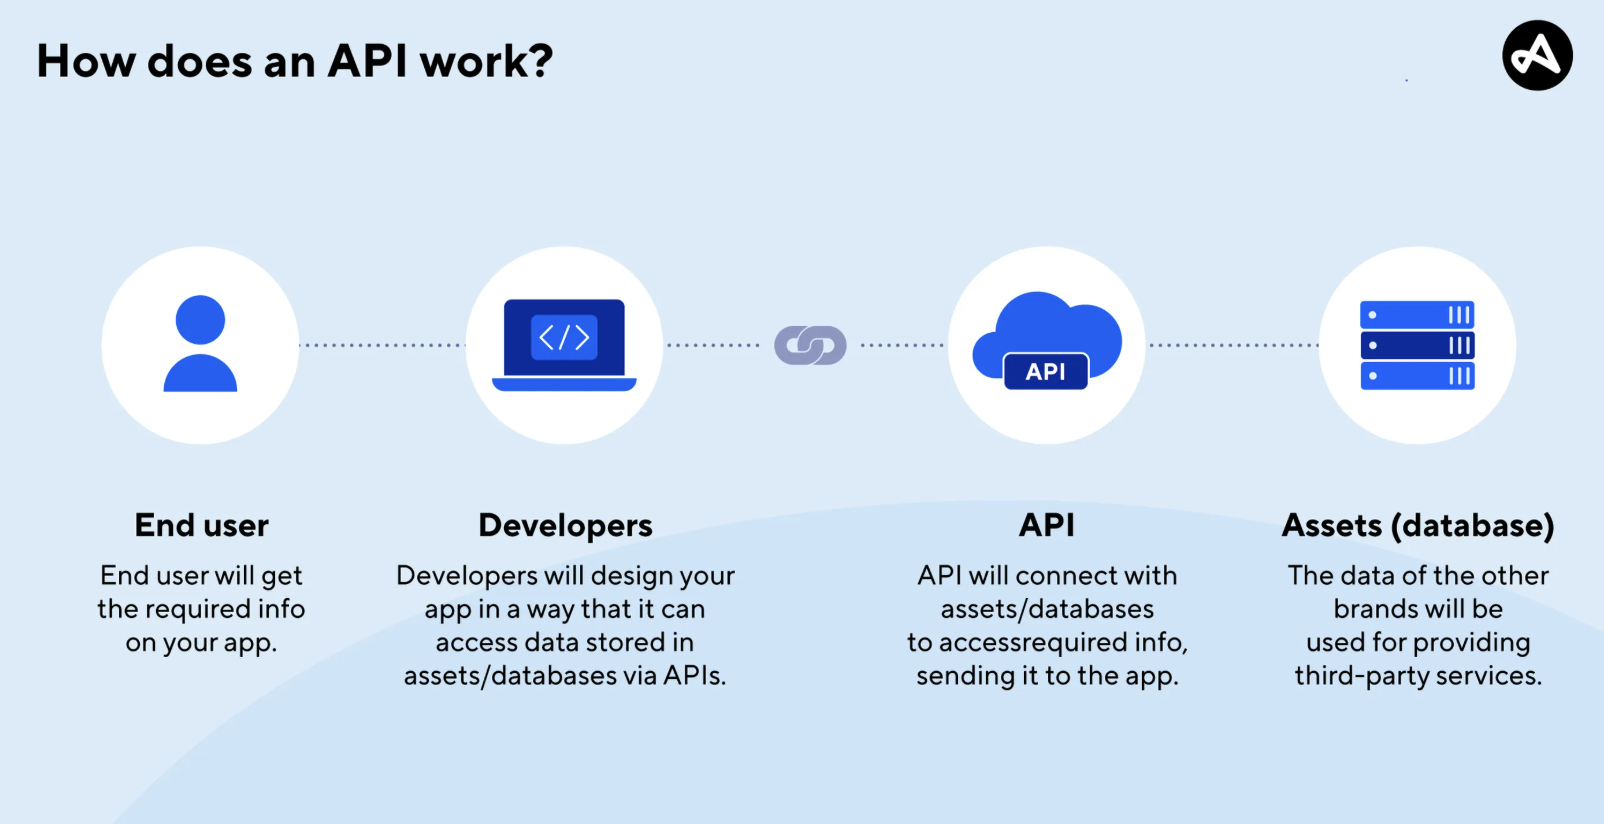 How does an API work?
</>
API
End user
End user will get
the required info
on your app.
Developers
Developers will design your
app in a way that it can
access data stored in
assets/databases via APIs.
API
API will connect with
assets/databases
to accessrequired info,
sending it to the app.
Assets (database)
The data of the other
brands will be
used for providing
third-party services.